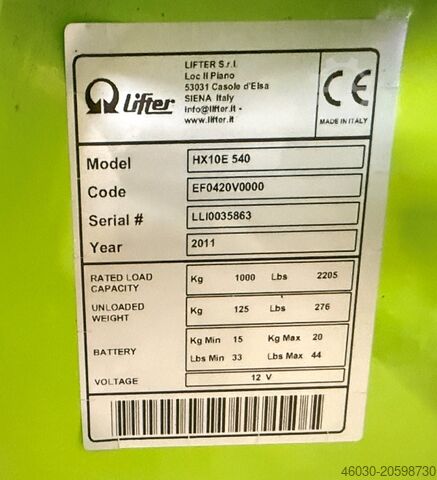 Lifter
LIFTER S.r.l.
Loc Il Piano
53031 Casole d'Elsa
SIENA Italy
info@lifter.it -
www.lifter.it
CE
MADE IN ITALY
Model HX10E 540
Code EF0420V0000
Serial # LLI0035863
Year 2011
RATED LOAD CAPACITY Kg 1000 Lbs 2205
UNLOADED WEIGHT Kg 125 Lbs 276
BATTERY Kg Min 15 Kg Max 20
Lbs Min 33 Lbs Max 44
VOLTAGE 12 V
46030-20598730